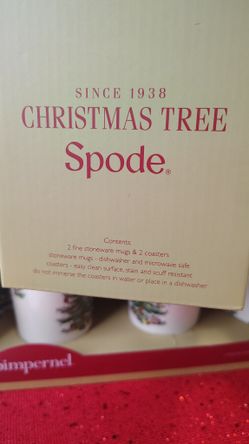 SINCE 1938
CHRISTMAS TREE
Spode®
Contents
2 fine stoneware mugs & 2 coasters
stoneware mugs - dishwasher and microwave safe
coasters - easy clean surface, stain and scuff resistant
do not immerse the coasters in water or place in a dishwasher
pimpernel